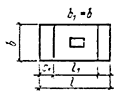 b₁ = b
b
c₁ l₁
l